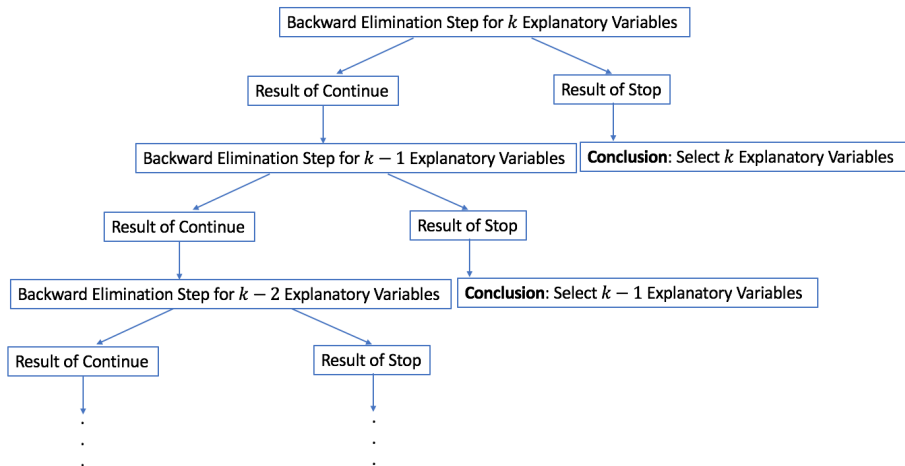 Backward Elimination Step for k Explanatory Variables
Result of Continue
Result of Stop
Backward Elimination Step for k − 1 Explanatory Variables
Conclusion: Select k Explanatory Variables
Result of Continue
Result of Stop
Backward Elimination Step for k − 2 Explanatory Variables
Conclusion: Select k − 1 Explanatory Variables
Result of Continue
Result of Stop